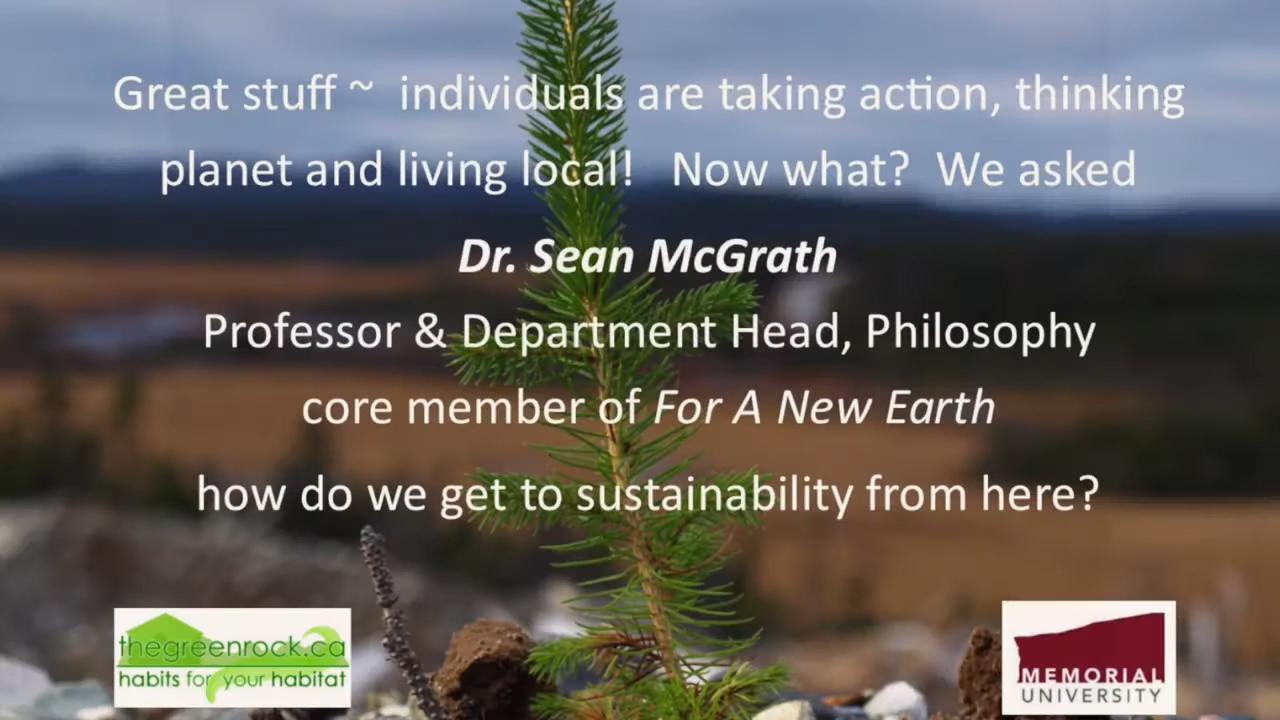 Great stuff ~ individuals are taking action, thinking
planet and living local! Now what? We asked
Dr. Sean McGrath
Professor & Department Head, Philosophy
core member of For A New Earth
how do we get to sustainability from here?
thegreenrock.ca
habits for your habitat
MEMORIAL
UNIVERSITY